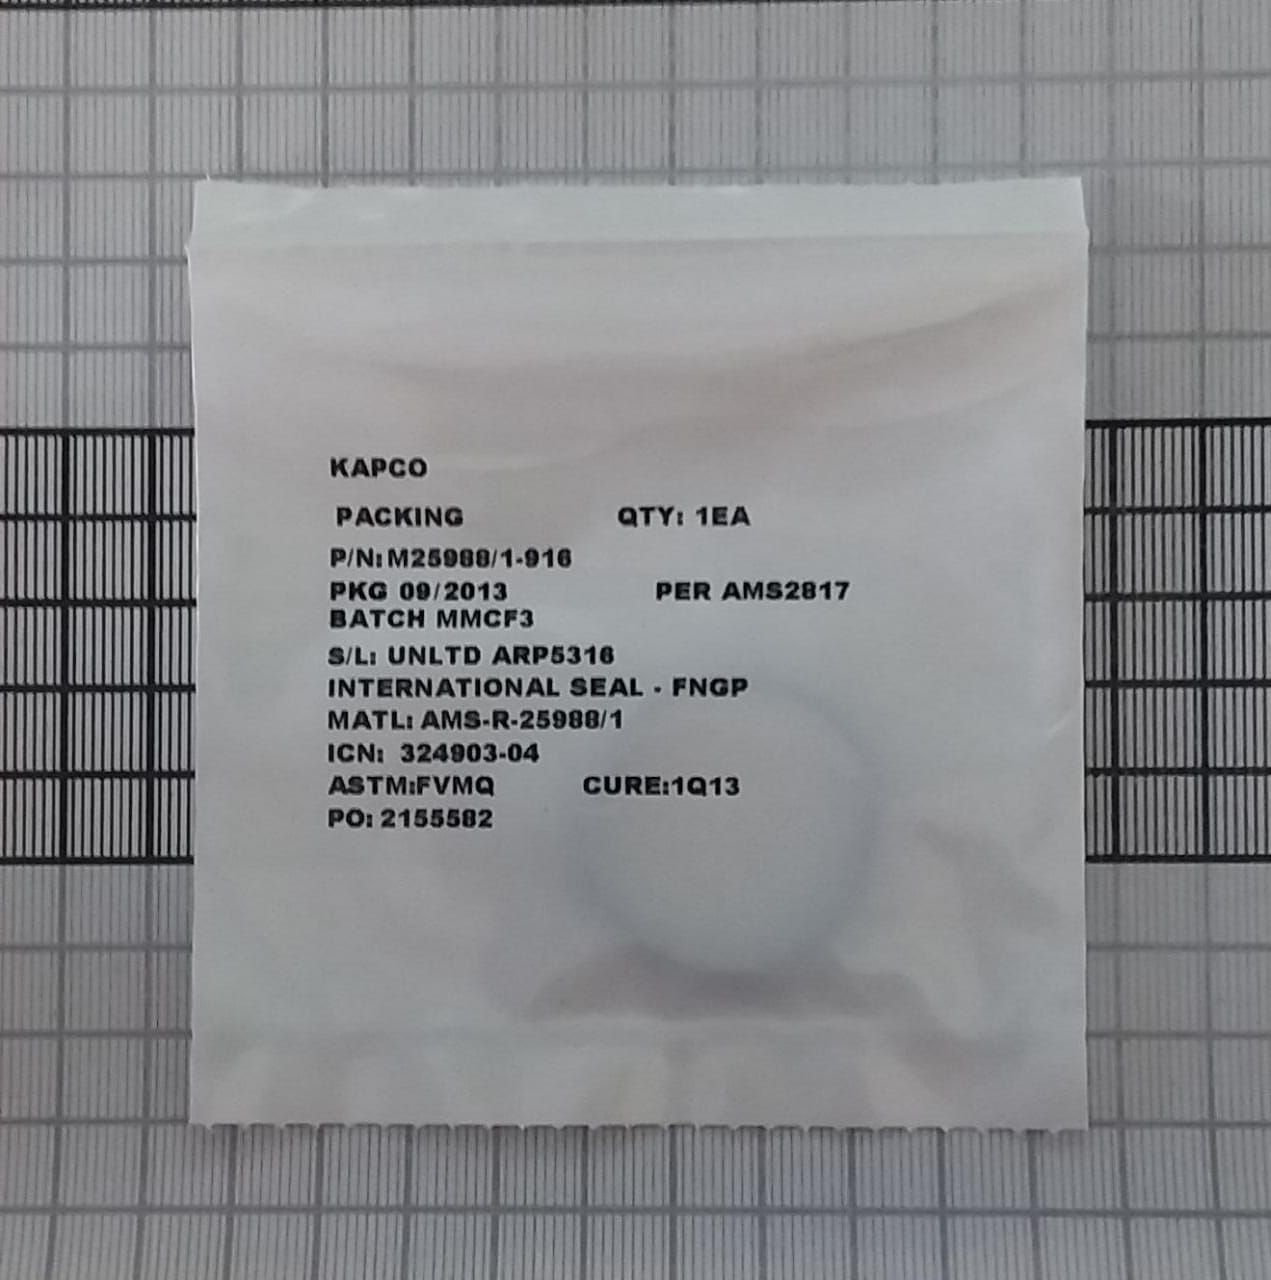 KAPCO
PACKING QTY: 1EA
P/N: M25988/1-916
PKG 09/2013 PER AMS2817
BATCH MMCF3
S/L: UNLTD ARP5316
INTERNATIONAL SEAL - FNGP
MATL: AMS-R-25988/1
ICN: 324903-04
ASTM:FVMQ CURE:1Q13
PO: 2155582